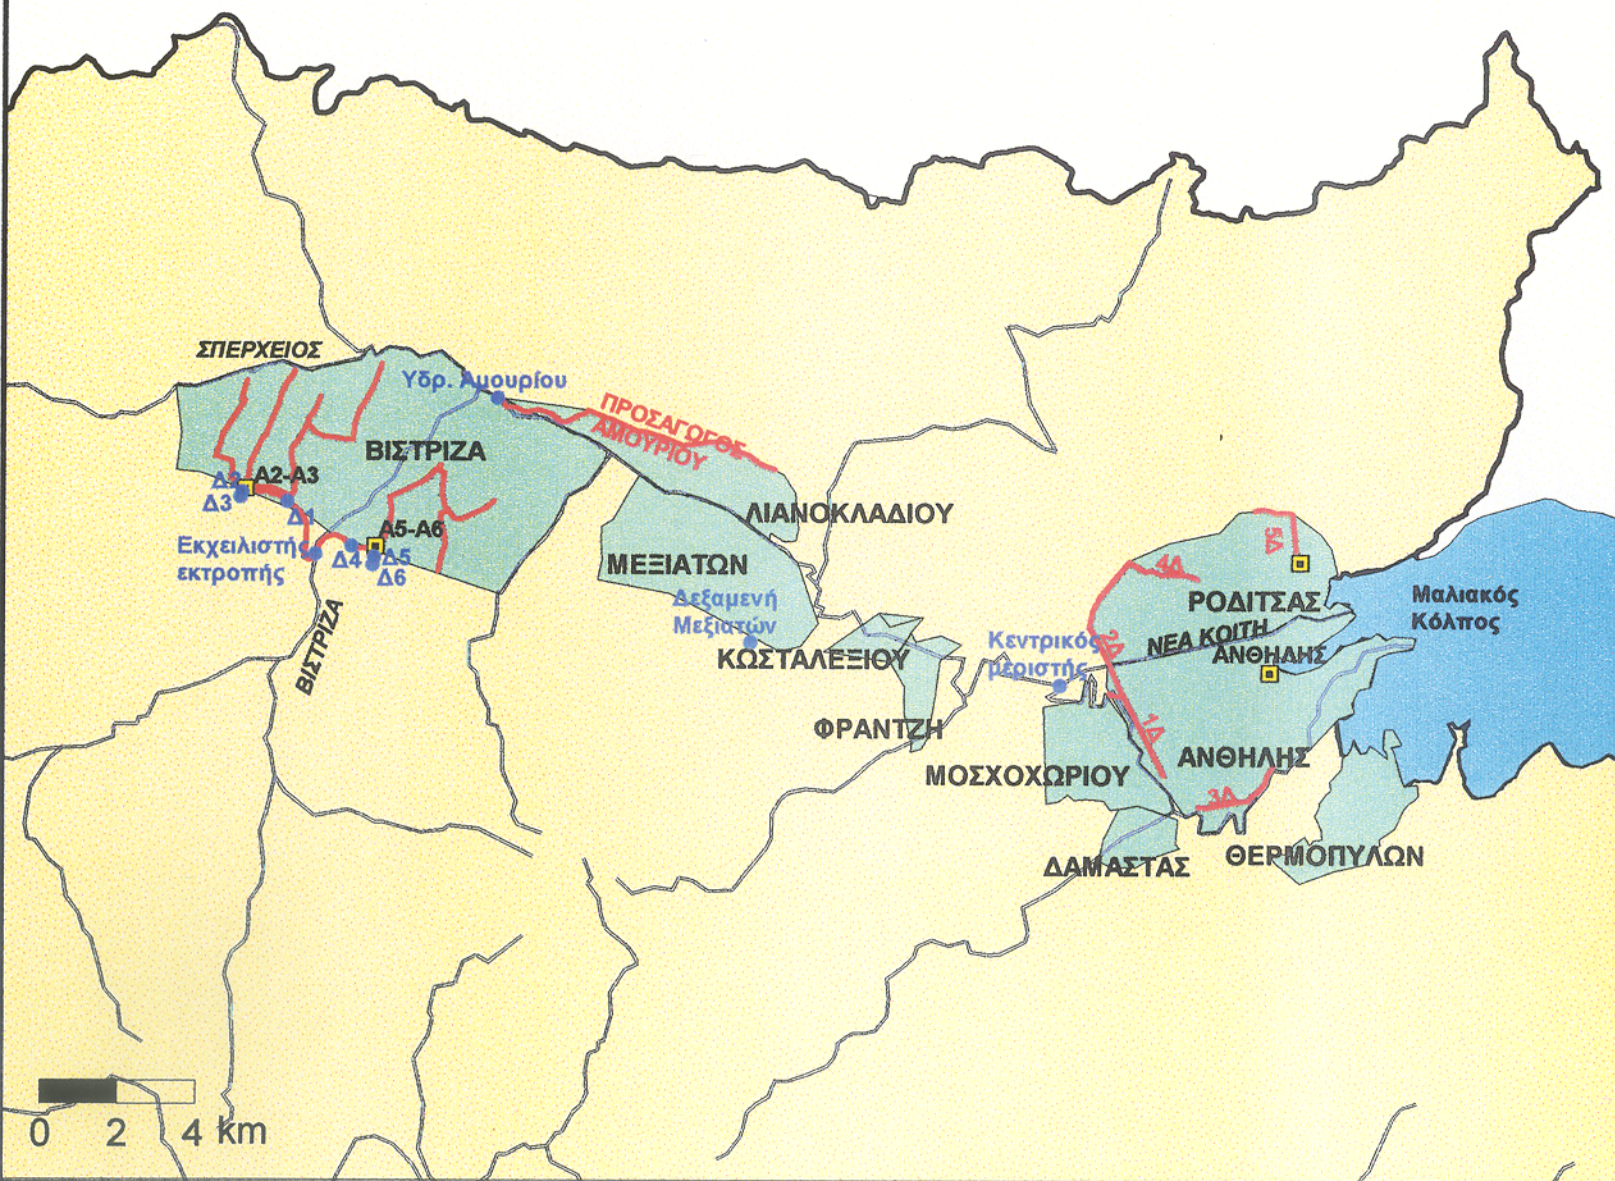 ΣΠΕΡΧΕΙΟΣ
Υδρ. Αμουρίου
ΠΡΟΣΑΓΩΓΟΣ
ΑΜΟΥΡΙΟΥ
ΒΙΣΤΡΙΖΑ
Δ2
Α2-Α3
Δ3
Δ1
Α5-Α6
Εκχειλιστής
εκτροπής
Δ4
Δ5
Δ6
ΒΙΣΤΡΙΖΑ
ΛΙΑΝΟΚΛΑΔΙΟΥ
ΜΕΞΙΑΤΩΝ
Δεξαμενή
Μεξιατών
ΚΩΣΤΑΛΕΞΙΟΥ
ΦΡΑΝΤΖΗ
5Δ
4Δ
ΡΟΔΙΤΣΑΣ
Μαλιακός
Κόλπος
Κεντρικός
μεριστής
2Δ
ΝΕΑ ΚΟΙΤΗ
ΑΝΘΗΛΗΣ
1Δ
ΑΝΘΗΛΗΣ
ΜΟΣΧΟΧΩΡΙΟΥ
3Δ
ΔΑΜΑΣΤΑΣ
ΘΕΡΜΟΠΥΛΩΝ
0 2 4 km